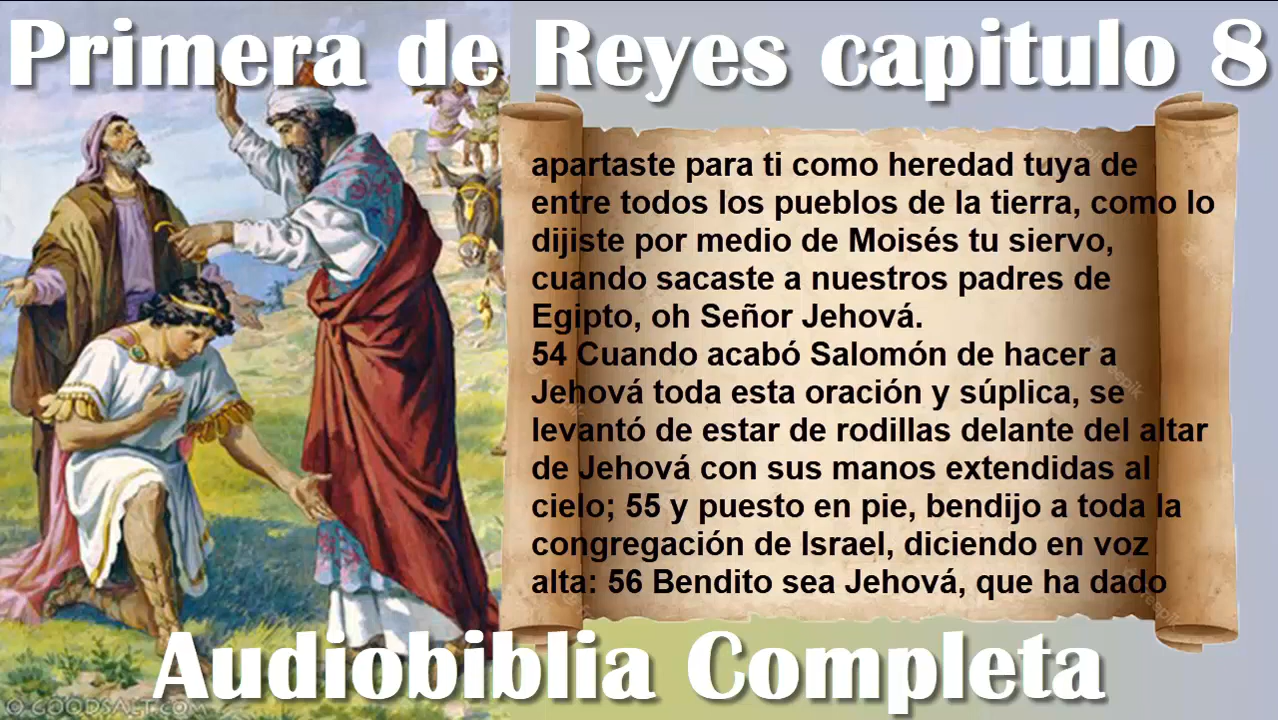 Primera de Reyes capitulo 8
apartaste para ti como heredad tuya de
entre todos los pueblos de la tierra, como lo
dijiste por medio de Moisés tu siervo,
cuando sacaste a nuestros padres de
Egipto, oh Señor Jehová.
54 Cuando acabó Salomón de hacer a
Jehová toda esta oración y súplica, se
levantó de estar de rodillas delante del altar
de Jehová con sus manos extendidas al
cielo; 55 y puesto en pie, bendijo a toda la
congregación de Israel, diciendo en voz
alta: 56 Bendito sea Jehová, que ha dado
Audiobiblia Completa
© GOODSALT.COM